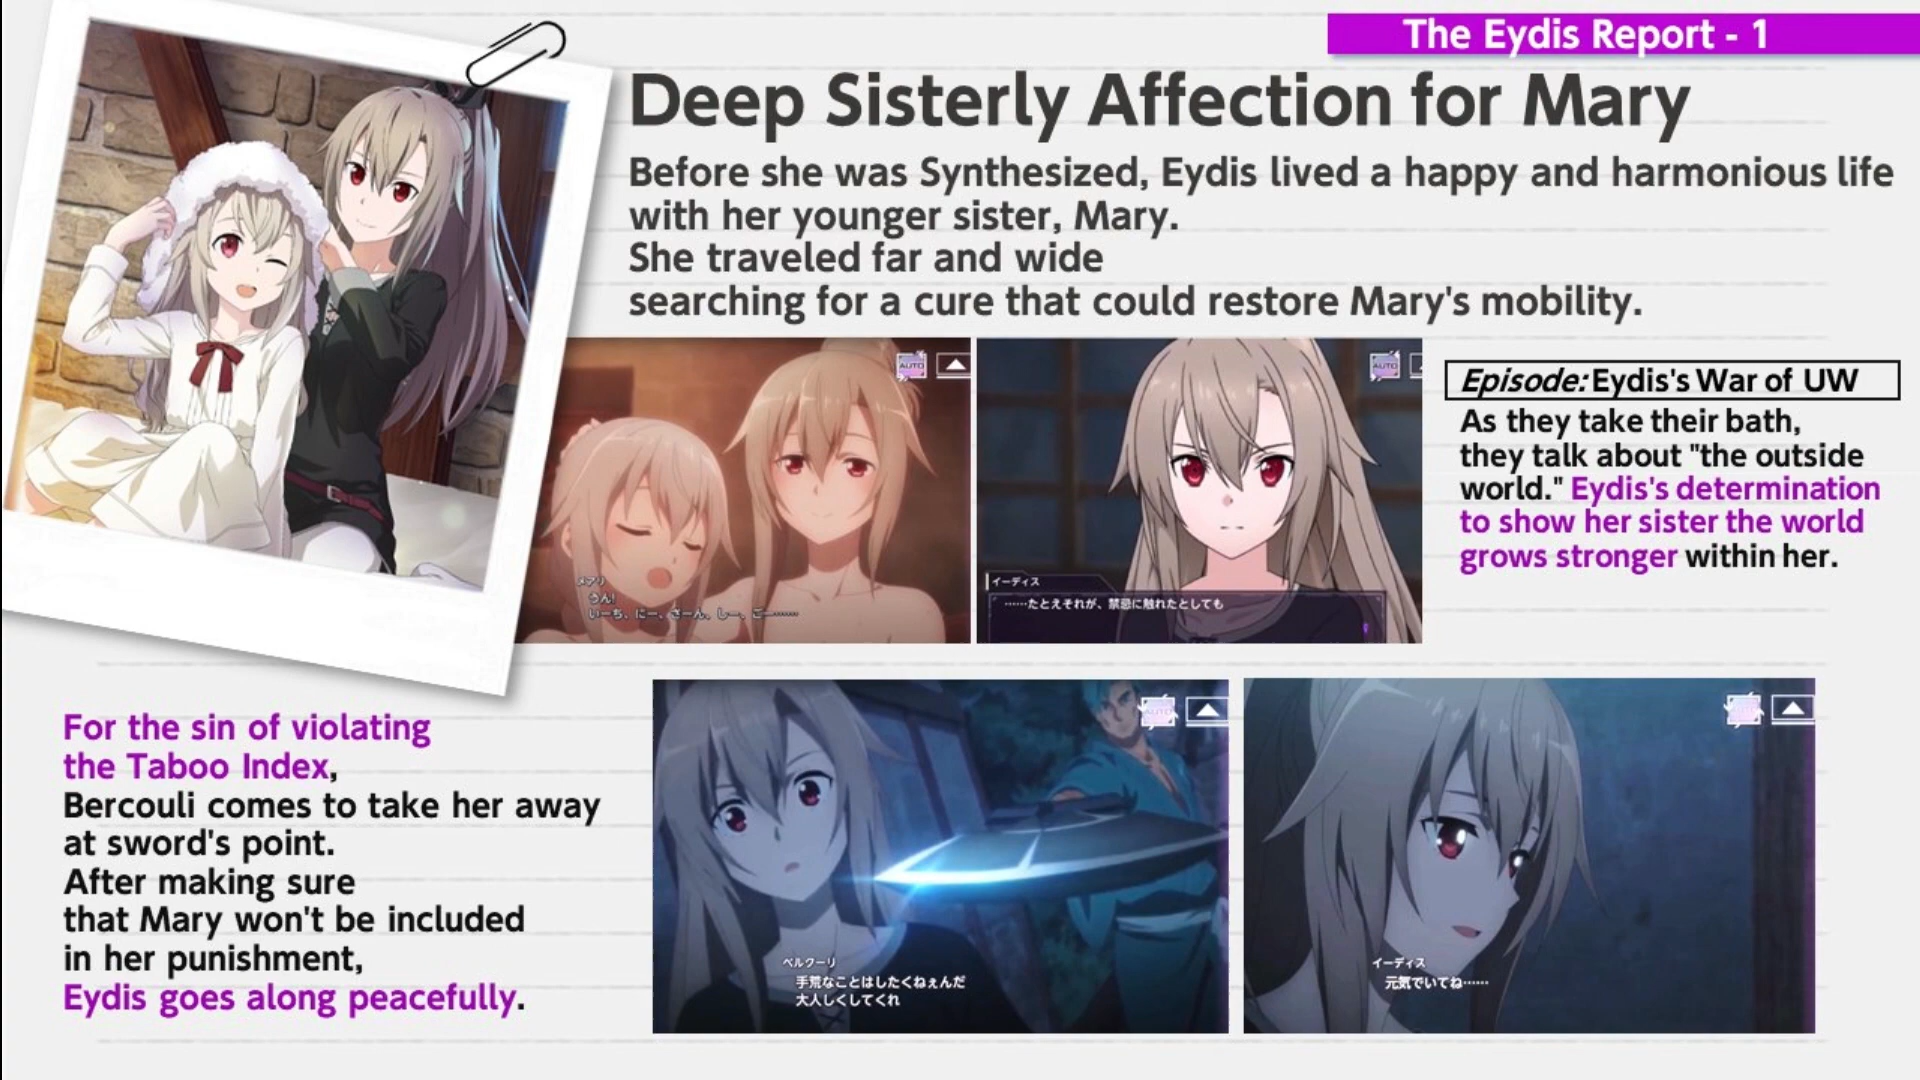 The Eydis Report - 1
Deep Sisterly Affection for Mary
Before she was Synthesized, Eydis lived a happy and harmonious life
with her younger sister, Mary.
She traveled far and wide
searching for a cure that could restore Mary's mobility.
AUTO
メアリ
うん!
いーち、にー、さーん、しー、ごー……
AUTO
イーディス
……たとえそれが、禁忌に触れたとしても
Episode: Eydis's War of UW
As they take their bath,
they talk about "the outside
world." Eydis's determination
to show her sister the world
grows stronger within her.
For the sin of violating
the Taboo Index,
Bercouli comes to take her away
at sword's point.
After making sure
that Mary won't be included
in her punishment,
Eydis goes along peacefully.
AUTO
ベルクーリ
手荒なことはしたくねぇんだ
大人しくしてくれ
AUTO
イーディス
元気でいてね……